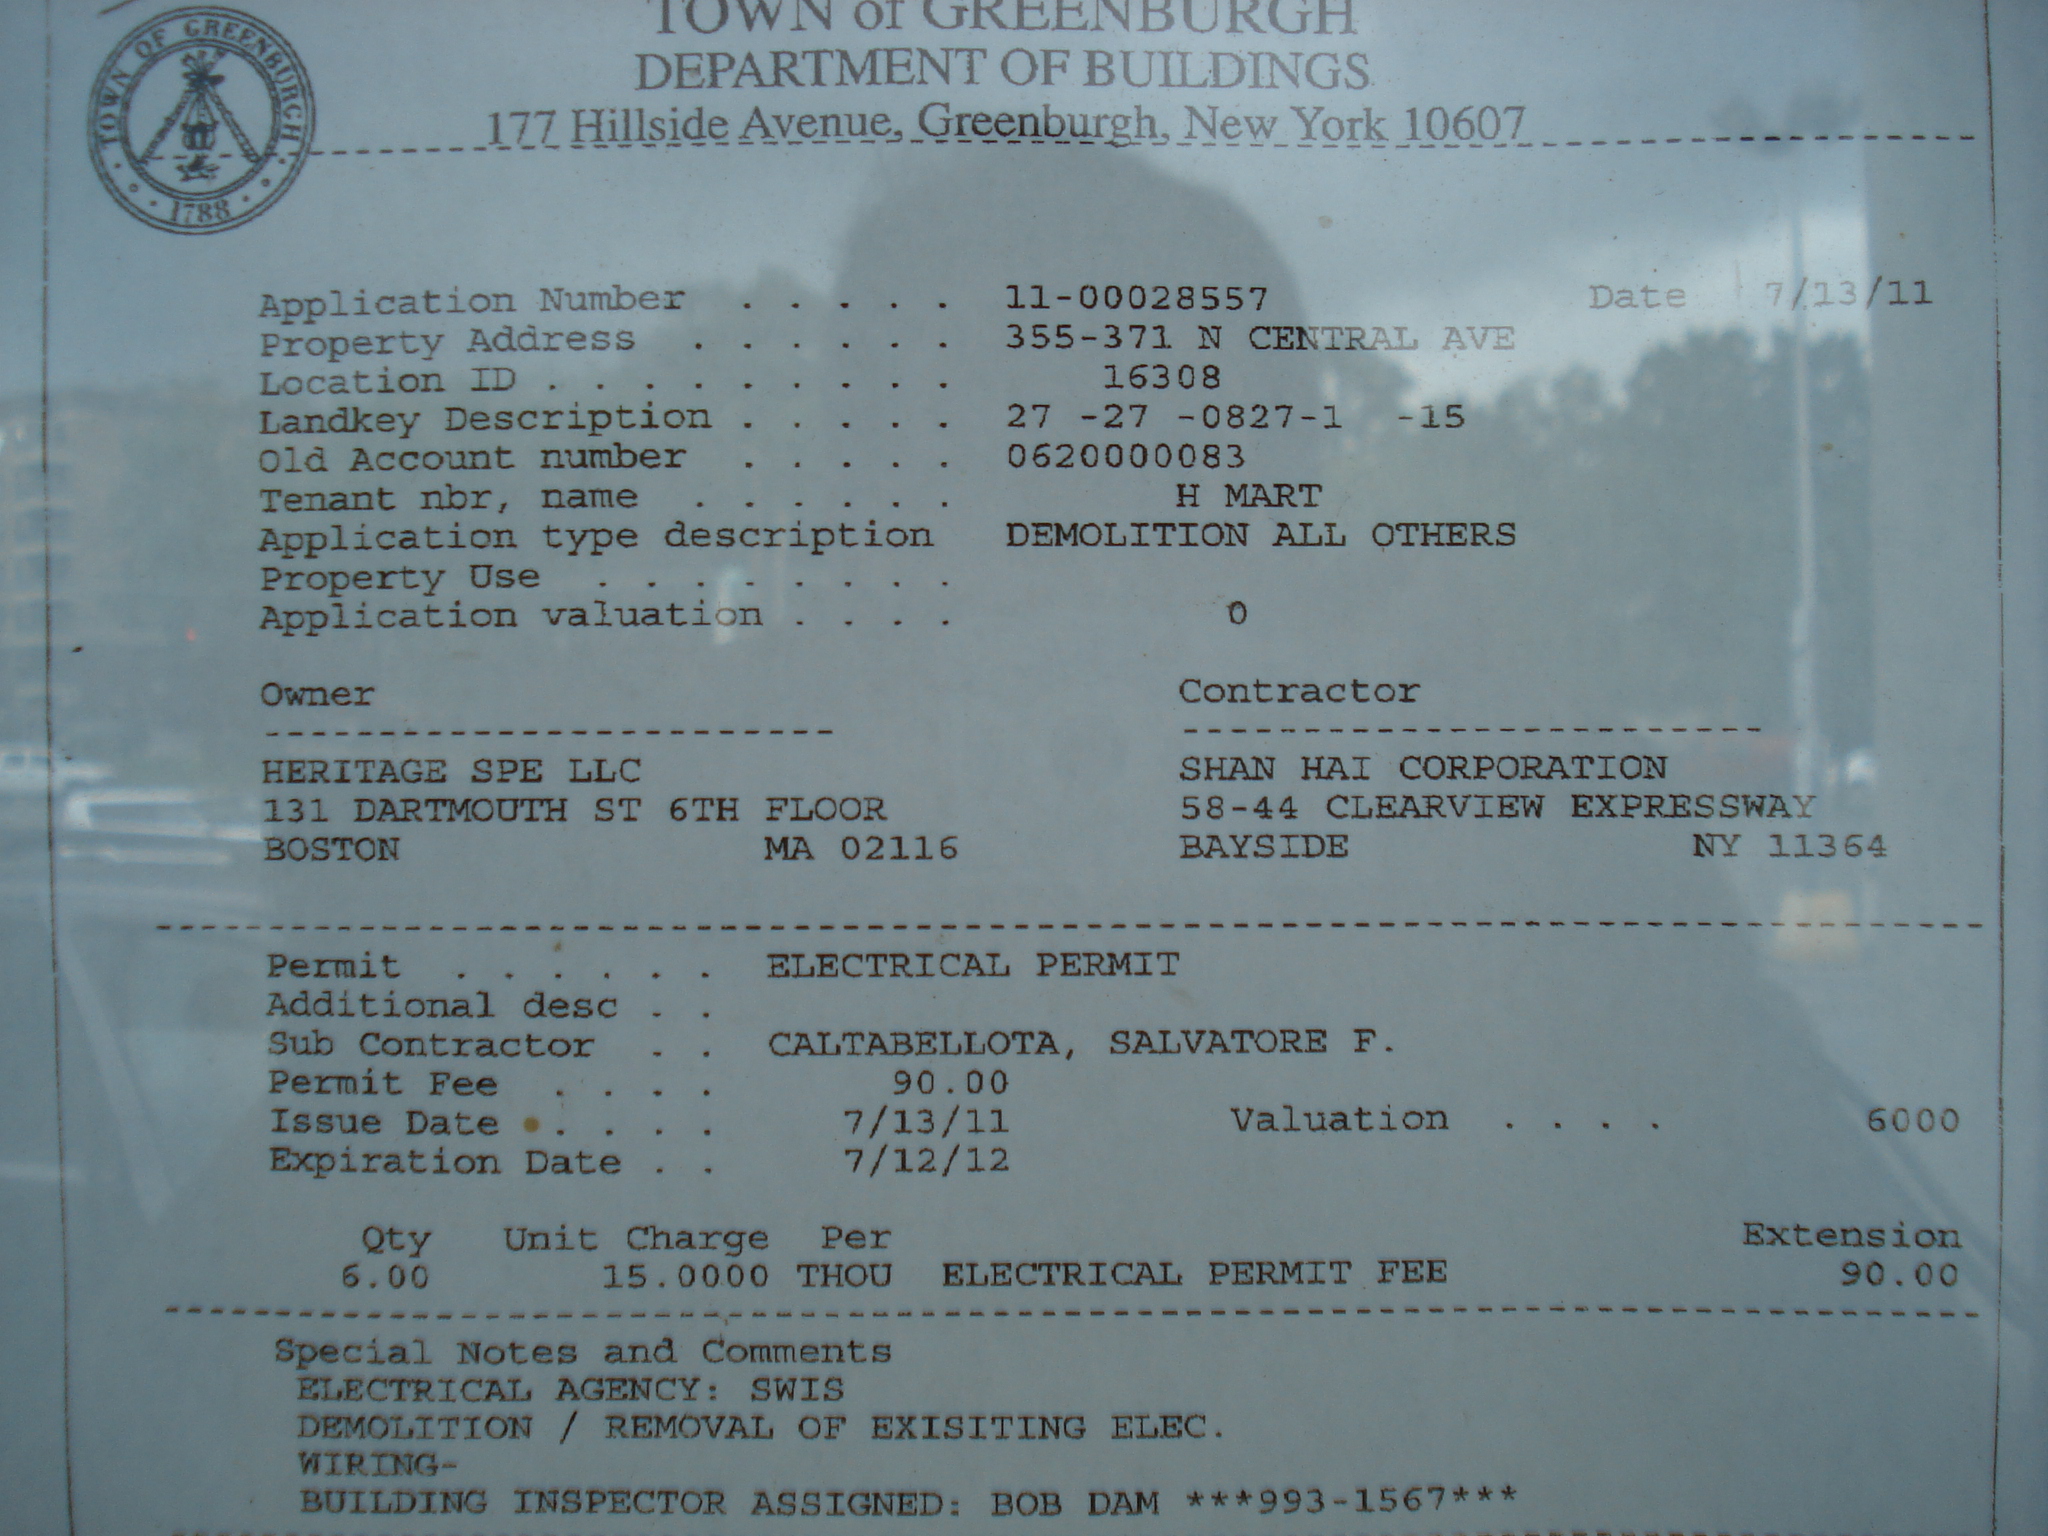 TOWN OF GREENBURGH
1788
TOWN of GREENBURGH
DEPARTMENT OF BUILDINGS
177 Hillside Avenue, Greenburgh, New York 10607
Application Number . . . . . 11-00028557 Date 7/13/11
Property Address . . . . . . 355-371 N CENTRAL AVE
Location ID . . . . . . . . . 16308
Landkey Description . . . . . 27 -27 -0827-1 -15
Old Account number . . . . . 0620000083
Tenant nbr, name . . . . . . H MART
Application type description DEMOLITION ALL OTHERS
Property Use . . . . . . . .
Application valuation . . . . 0
Owner Contractor
HERITAGE SPE LLC SHAN HAI CORPORATION
131 DARTMOUTH ST 6TH FLOOR 58-44 CLEARVIEW EXPRESSWAY
BOSTON MA 02116 BAYSIDE NY 11364
Permit . . . . . . ELECTRICAL PERMIT
Additional desc . .
Sub Contractor . . CALTABELLOTA, SALVATORE F.
Permit Fee . . . . 90.00
Issue Date . . . . 7/13/11 Valuation . . . . 6000
Expiration Date . . 7/12/12
Qty Unit Charge Per Extension
6.00 15.0000 THOU ELECTRICAL PERMIT FEE 90.00
Special Notes and Comments
ELECTRICAL AGENCY: SWIS
DEMOLITION / REMOVAL OF EXISITING ELEC.
WIRING-
BUILDING INSPECTOR ASSIGNED: BOB DAM ***993-1567***